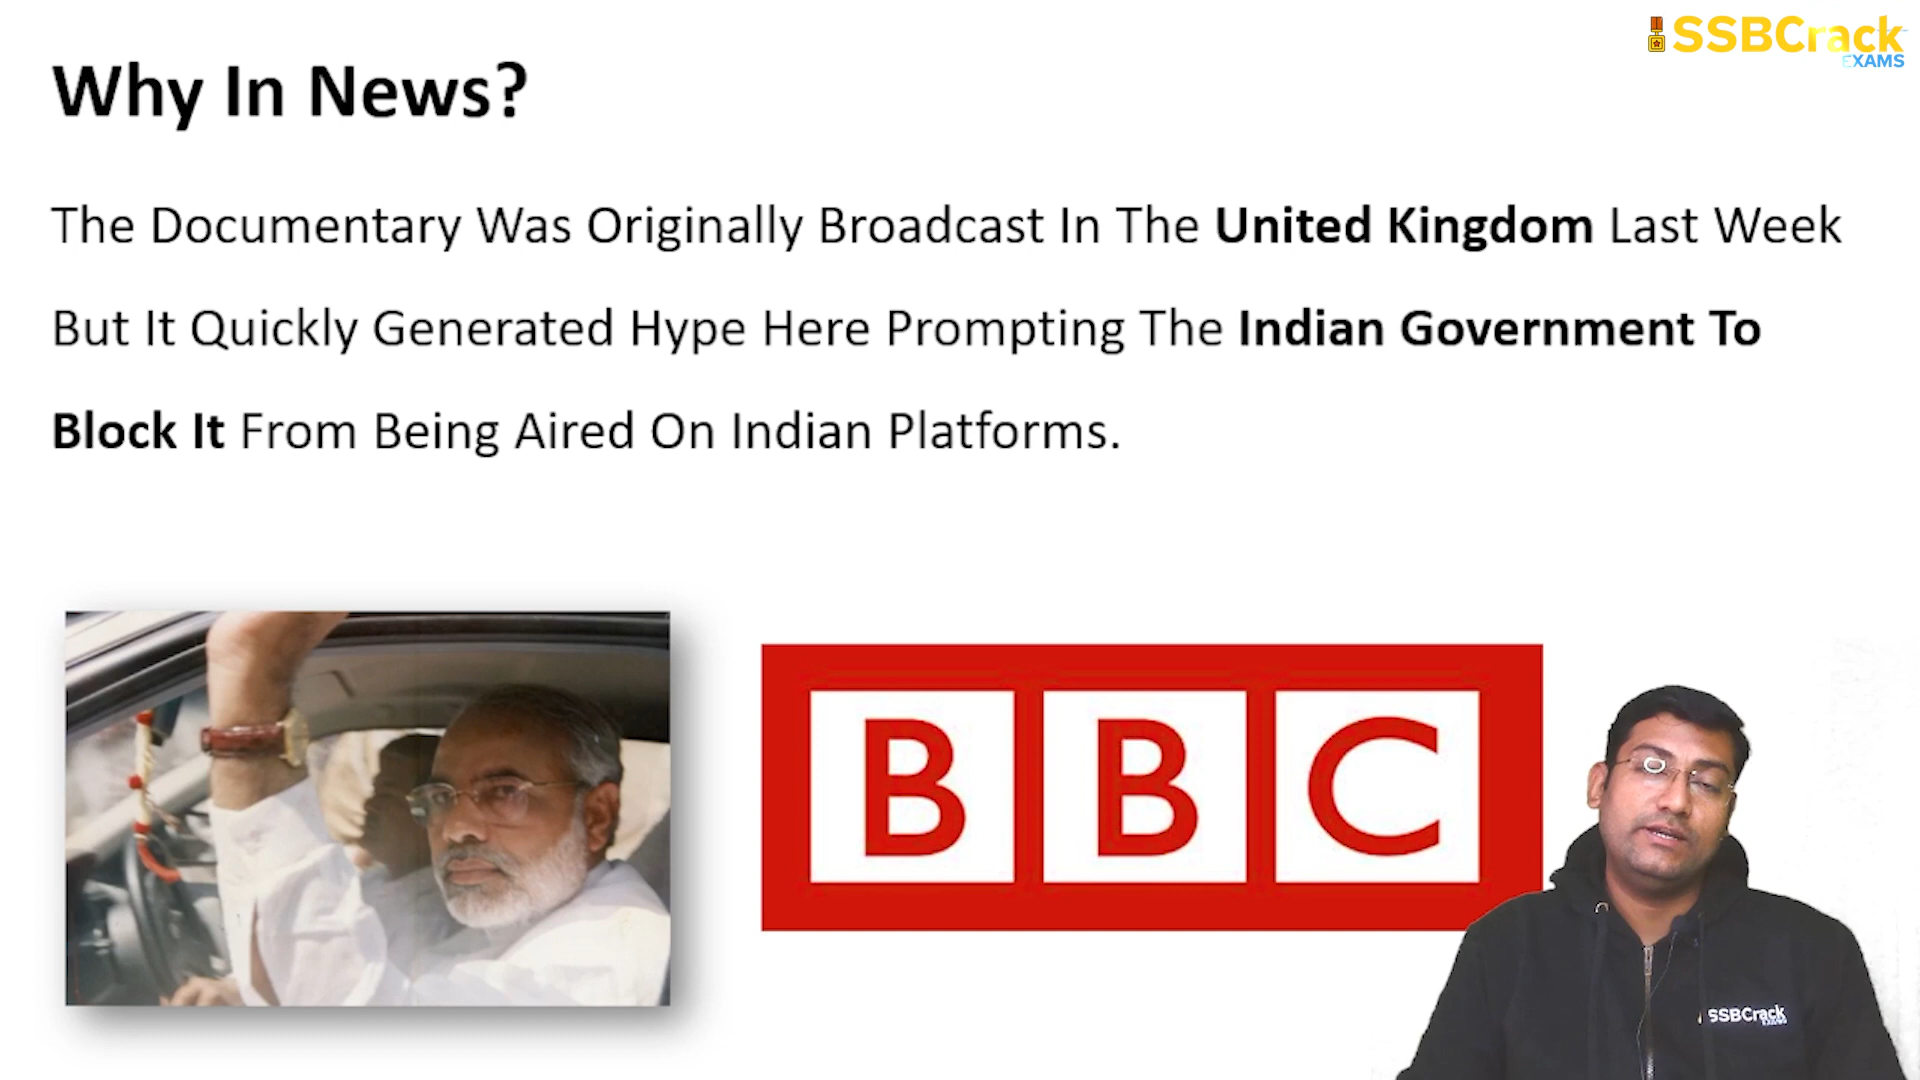 SSBCrack
EXAMS
Why In News?
The Documentary Was Originally Broadcast In The United Kingdom Last Week
But It Quickly Generated Hype Here Prompting The Indian Government To
Block It From Being Aired On Indian Platforms.
BBC
SSBCrack
EXAMS